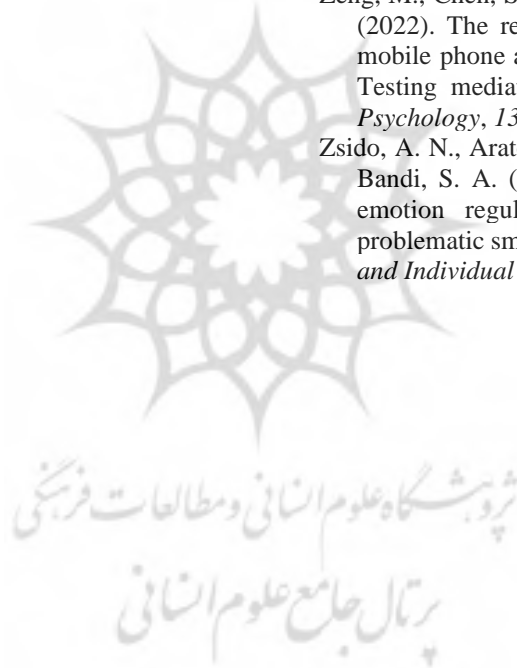 Zeng, M., Chen, S
(2022). The re
mobile phone a
Testing media
Psychology, 13
Zsido, A. N., Arat
Bandi, S. A. (
emotion regul
problematic sm
and Individual
پژوهشگاه علوم انسانی و مطالعات فرهنگی
پرتال جامع علوم انسانی